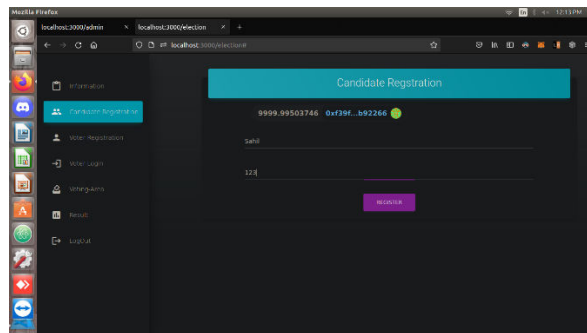 Mozilla Firefox
En
12:13 PM
localhost:3000/admin
localhost:3000/election
localhost:3000/election#
Candidate Regstration
Information
Candidate Registration
9999.99503746 0xf39f...b92266
Voter Registration
Sahil
Voter Login
123
Voting-Area
REGISTER
Result
LogOut